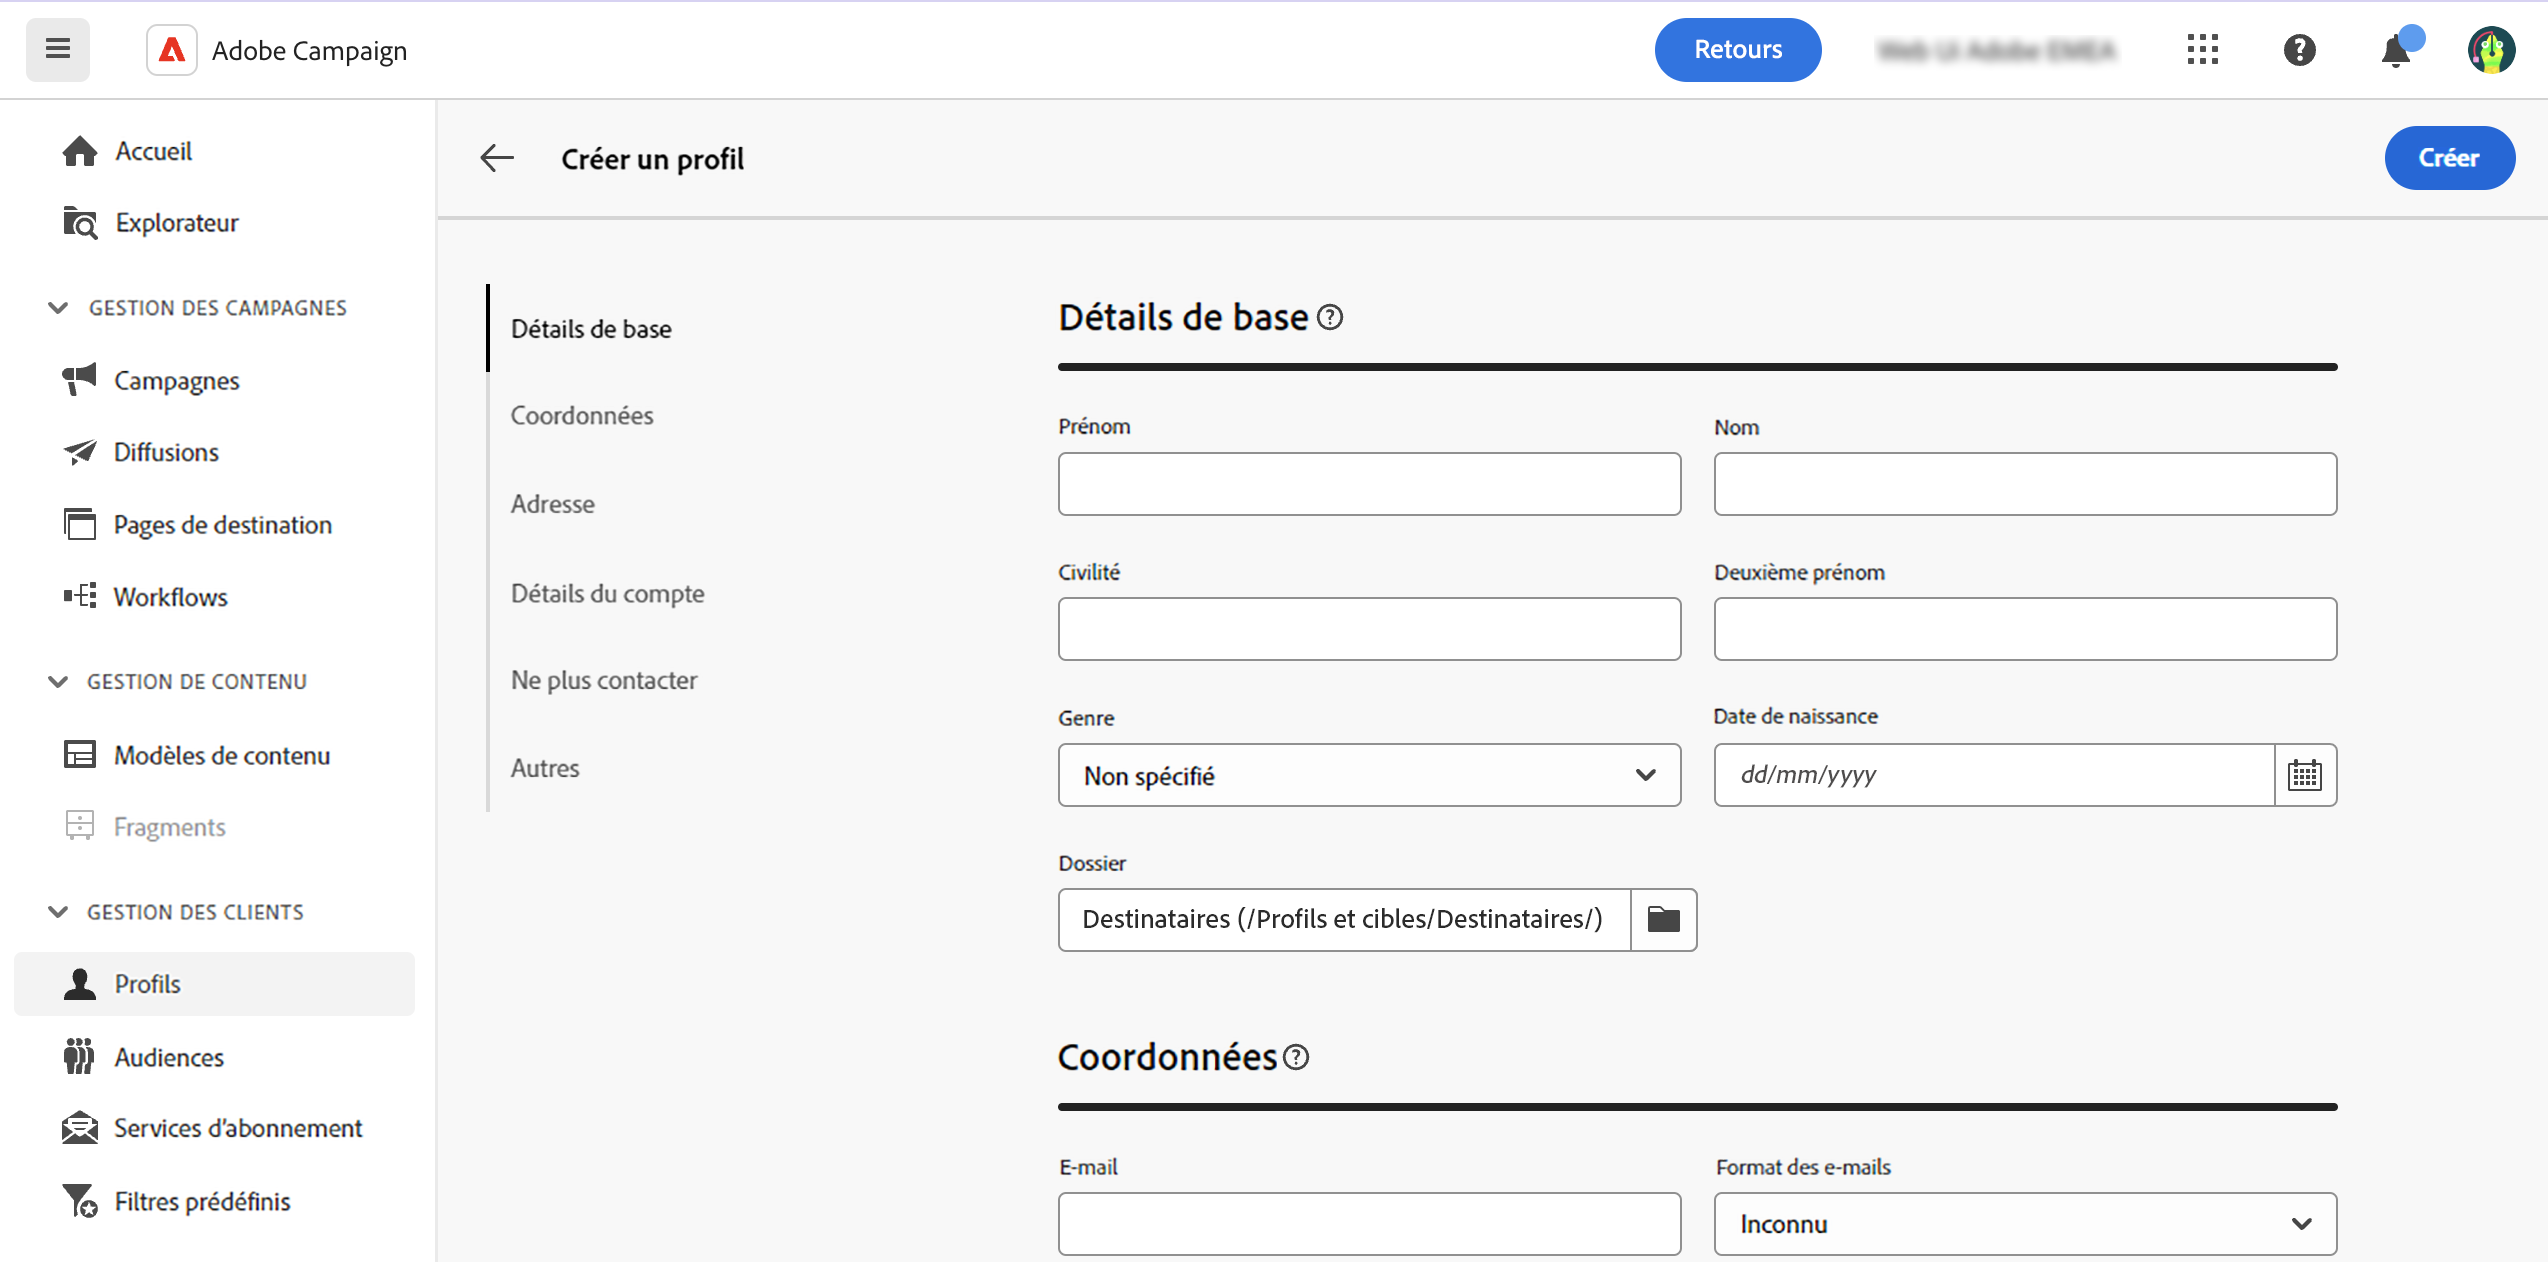 Adobe Campaign
Retours
Accueil
Explorateur
GESTION DES CAMPAGNES
Campagnes
Diffusions
Pages de destination
Workflows
GESTION DE CONTENU
Modèles de contenu
Fragments
GESTION DES CLIENTS
Profils
Audiences
Services d'abonnement
Filtres prédéfinis
Créer un profil
Créer
Détails de base
Coordonnées
Adresse
Détails du compte
Ne plus contacter
Autres
Détails de base
Prénom
Nom
Civilité
Deuxième prénom
Genre
Date de naissance
Non spécifié
dd/mm/yyyy
Dossier
Destinataires (/Profils et cibles/Destinataires/)
Coordonnées
E-mail
Format des e-mails
Inconnu